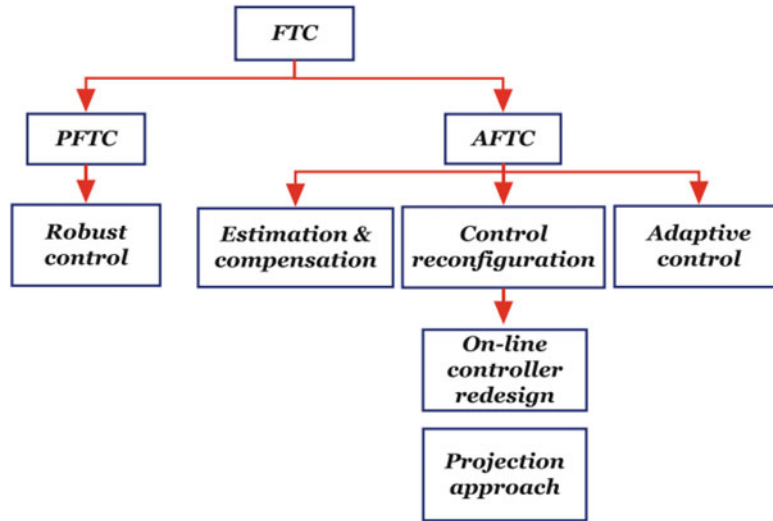 FTC
PFTC
AFTC
Robust
control
Estimation &
compensation
Control
reconfiguration
Adaptive
control
On-line
controller
redesign
Projection
approach